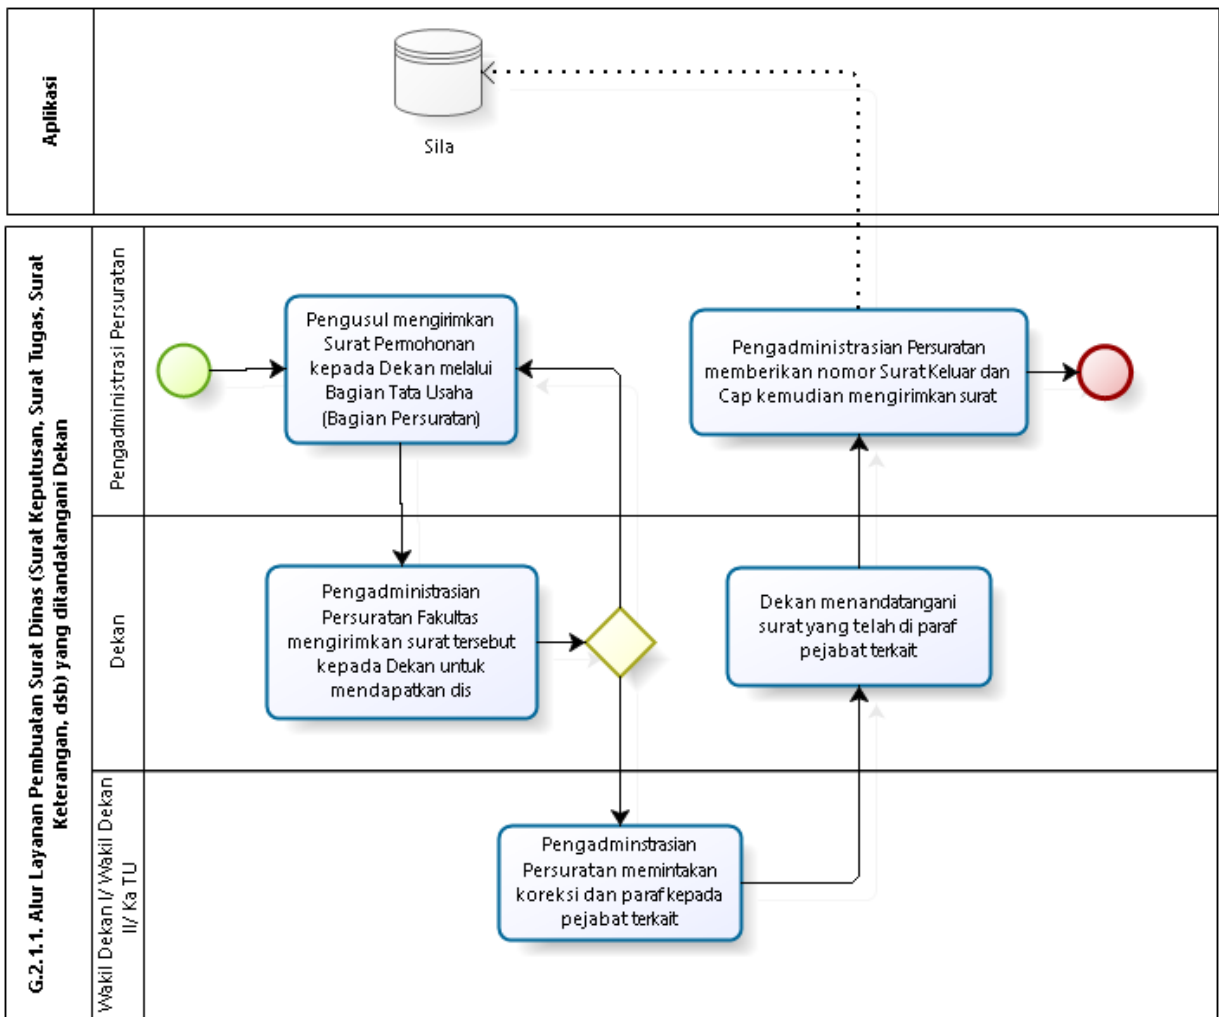 Aplikasi
Sila
G.2.1.1. Alur Layanan Pembuatan Surat Dinas (Surat Keputusan, Surat Tugas, Surat
Keterangan, dsb) yang ditandatangani Dekan
Pengadministrasi Persuratan
Pengusul mengirimkan
Surat Permohonan
kepada Dekan melalui
Bagian Tata Usaha
(Bagian Persuratan)
Pengadministrasian Persuratan
memberikan nomor Surat Keluar dan
Cap kemudian mengirimkan surat
Dekan
Pengadministrasian
Persuratan Fakultas
mengirimkan surat tersebut
kepada Dekan untuk
mendapatkan dis
Dekan menandatangani
surat yang telah di paraf
pejabat terkait
Wakil Dekan I/ Wakil Dekan
II/ Ka TU
Pengadminstrasian
Persuratan memintakan
koreksi dan paraf kepada
pejabat terkait